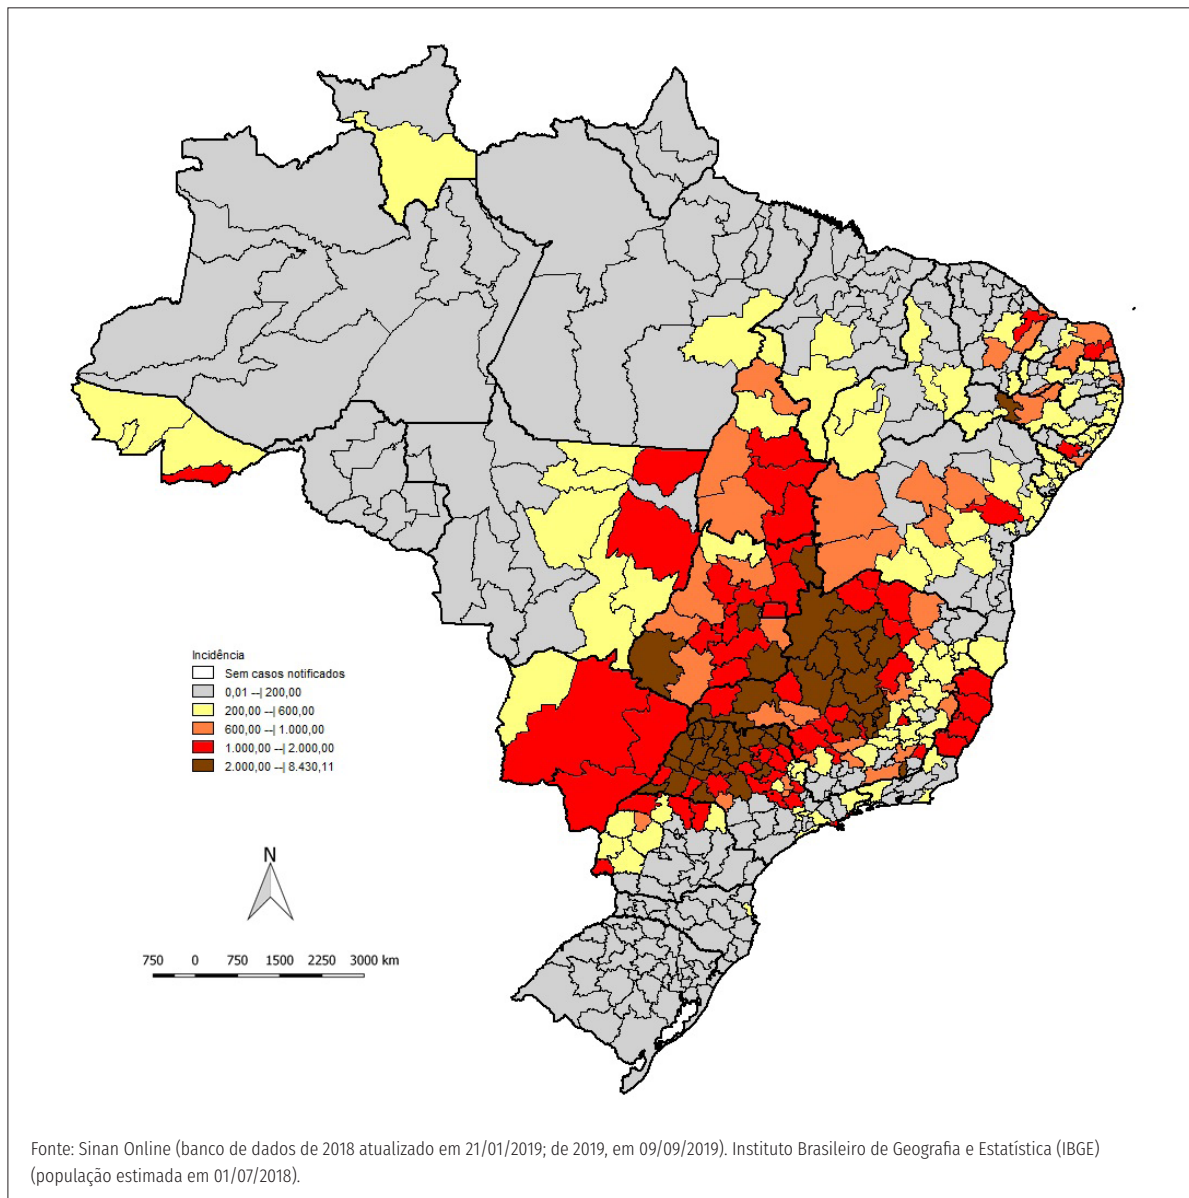 Incidência
Sem casos notificados
0,01 --| 200,00
200,00 --| 600,00
600,00 --| 1.000,00
1.000,00 --| 2.000,00
2.000,00 --| 8.430,11
N
750 0 750 1500 2250 3000 km
Fonte: Sinan Online (banco de dados de 2018 atualizado em 21/01/2019; de 2019, em 09/09/2019). Instituto Brasileiro de Geografia e Estatística (IBGE)
(população estimada em 01/07/2018).